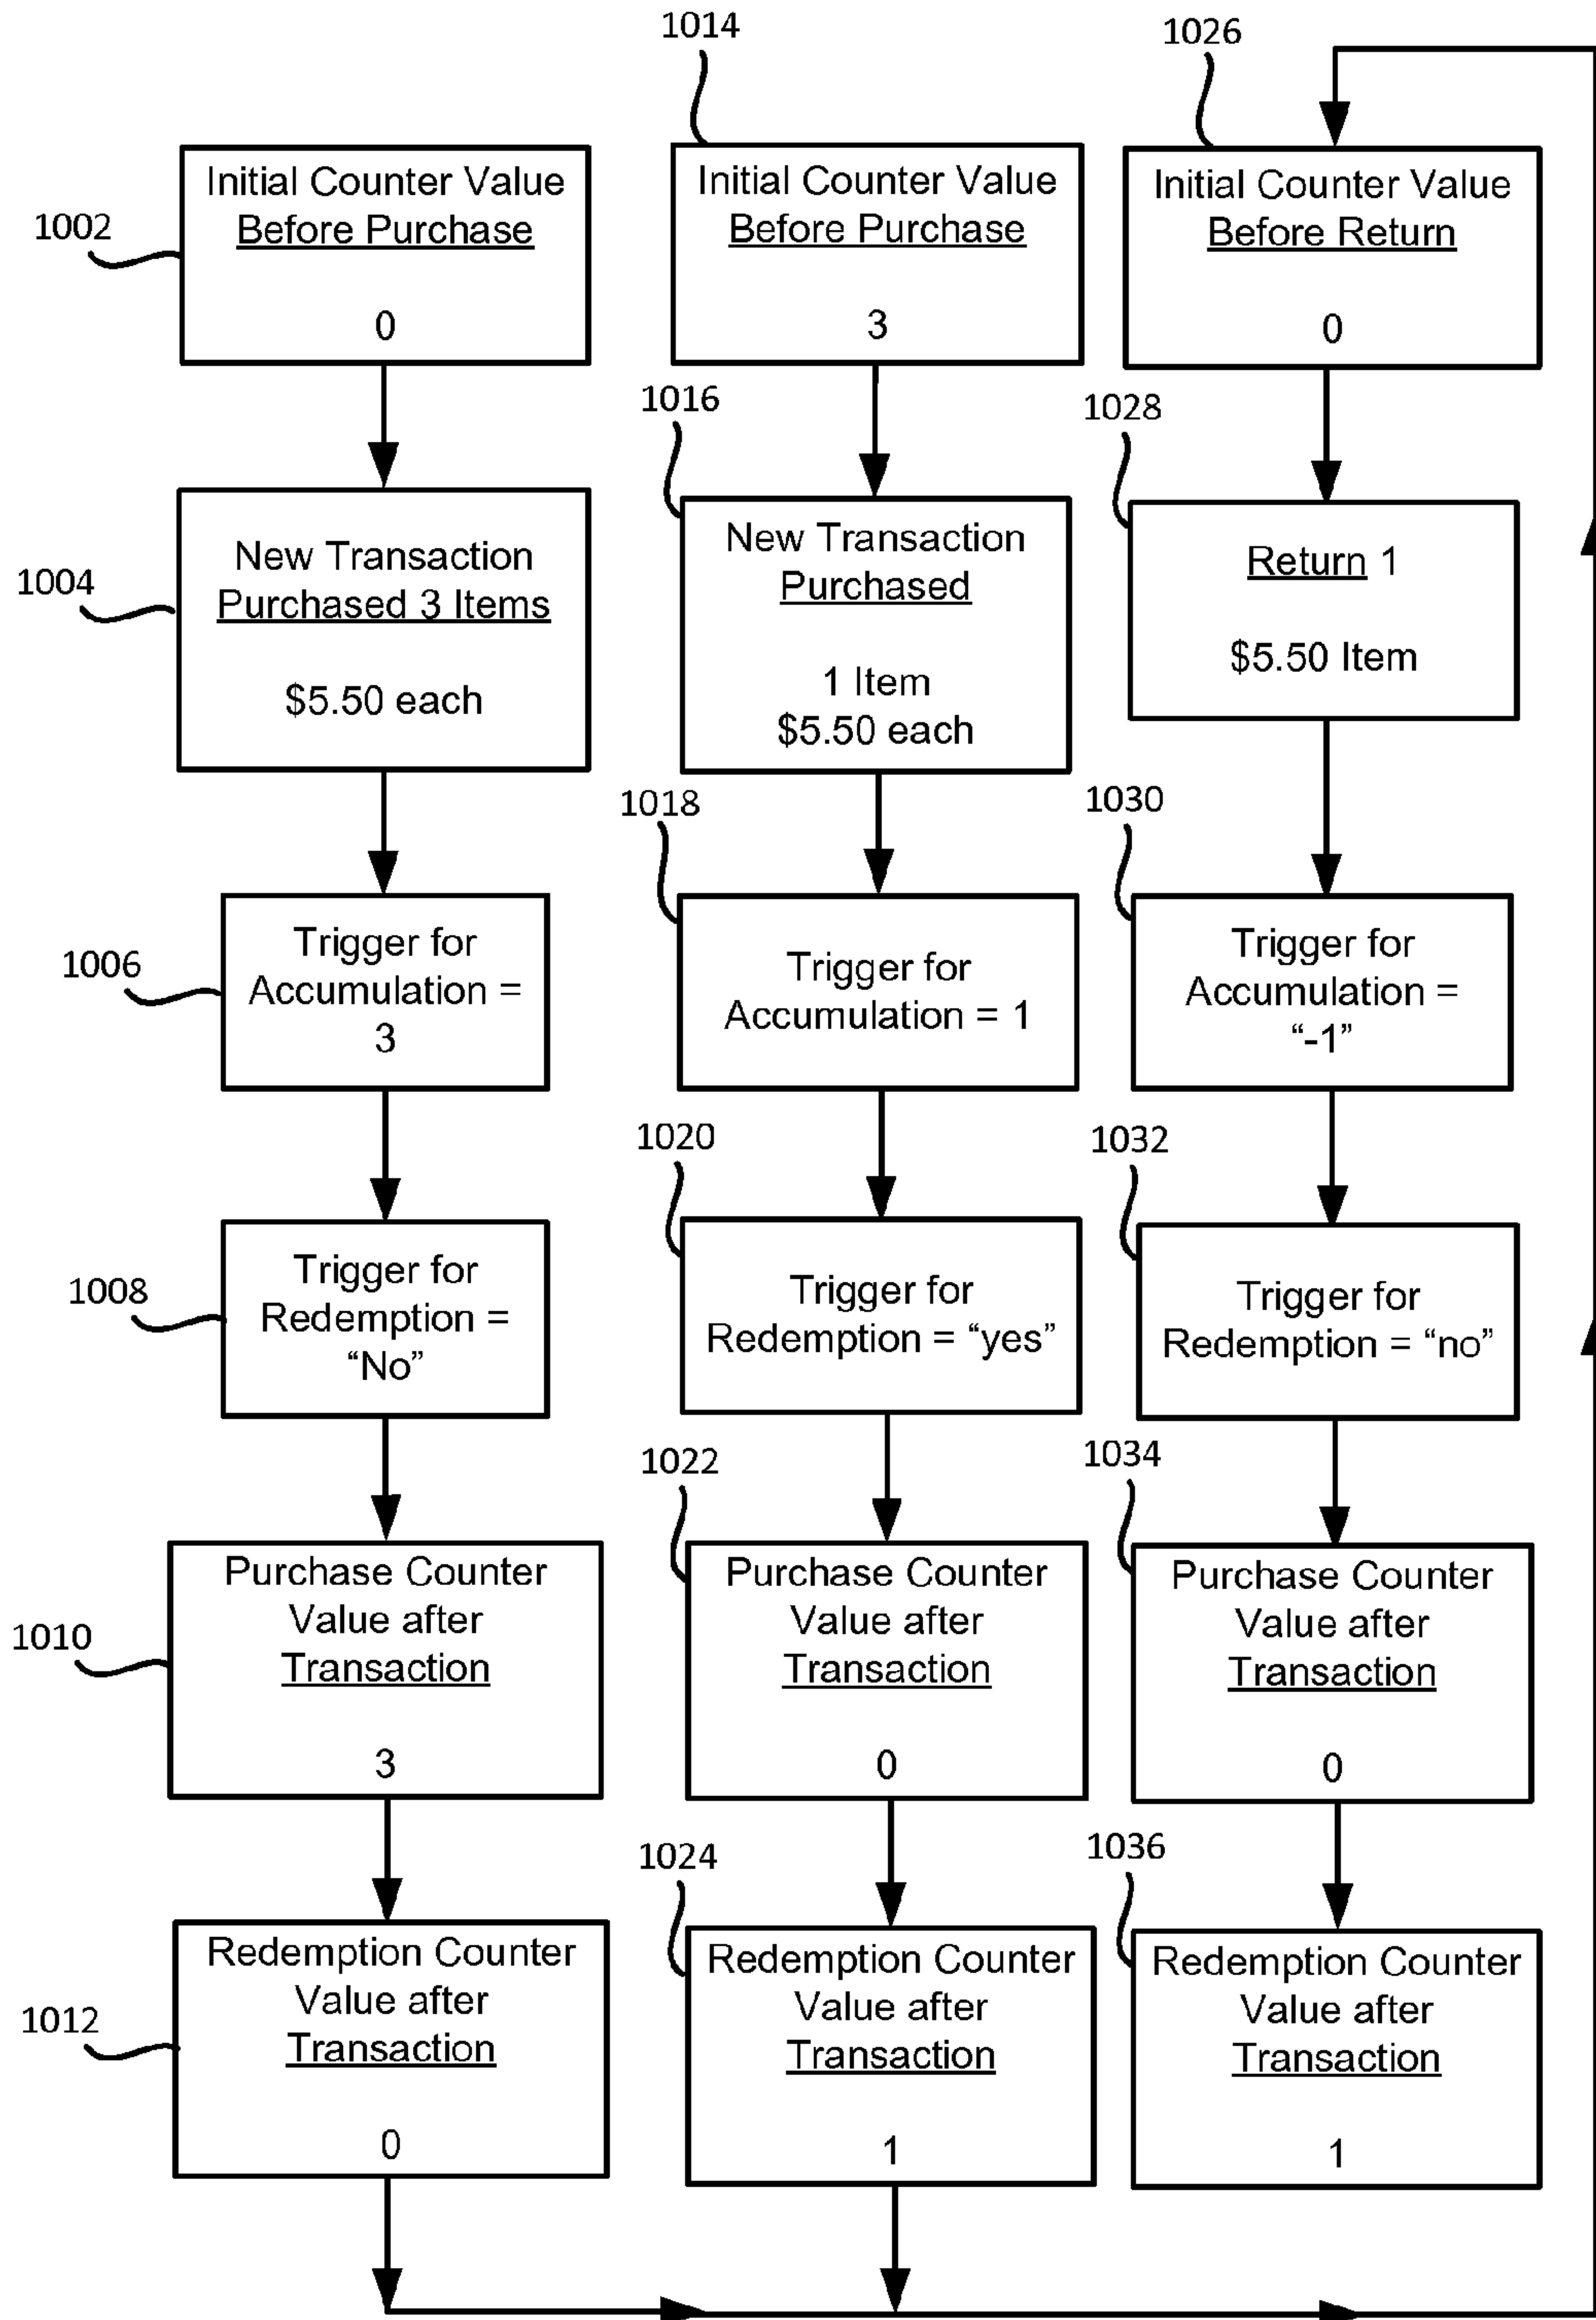 1002
Initial Counter Value
Before Purchase
0
1004
New Transaction
Purchased 3 Items
$5.50 each
1006
Trigger for
Accumulation =
3
1008
Trigger for
Redemption =
“No”
1010
Purchase Counter
Value after
Transaction
3
1012
Redemption Counter
Value after
Transaction
0
1014
Initial Counter Value
Before Purchase
3
1016
New Transaction
Purchased
1 Item
$5.50 each
1018
Trigger for
Accumulation = 1
1020
Trigger for
Redemption = “yes”
1022
Purchase Counter
Value after
Transaction
0
1024
Redemption Counter
Value after
Transaction
1
1026
Initial Counter Value
Before Return
0
1028
Return 1
$5.50 Item
1030
Trigger for
Accumulation =
“-1”
1032
Trigger for
Redemption = “no”
1034
Purchase Counter
Value after
Transaction
0
1036
Redemption Counter
Value after
Transaction
1